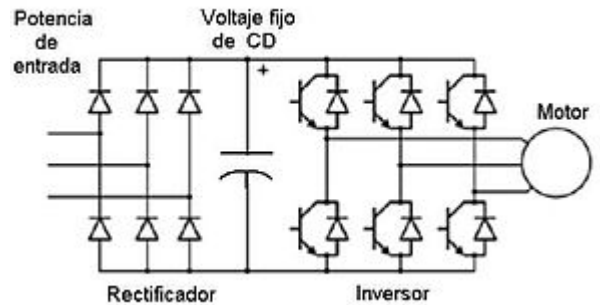 Potencia
de
entrada
Voltaje fijo
de CD
+
Motor
Rectificador
Inversor